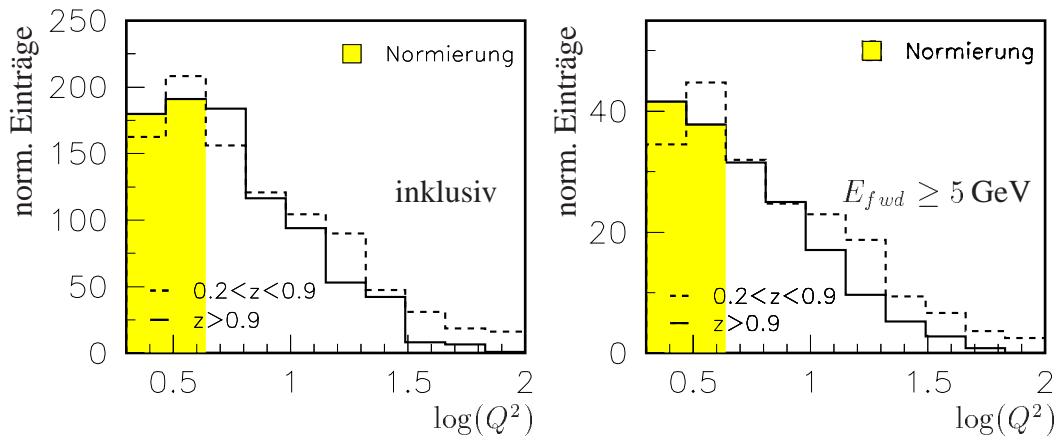 norm. Einträge
250
200
150
100
50
0
Normierung
inklusiv
0.2<z<0.9
z>0.9
0.5
1
1.5
2
log(Q²)
norm. Einträge
40
20
0
Normierung
E_fwd ≥ 5 GeV
0.2<z<0.9
z>0.9
0.5
1
1.5
2
log(Q²)